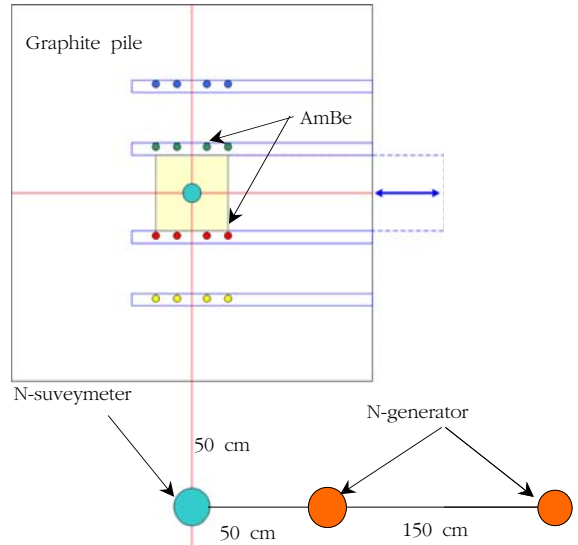 Graphite pile
AmBe
N-suveymeter
N-generator
50 cm
50 cm
150 cm